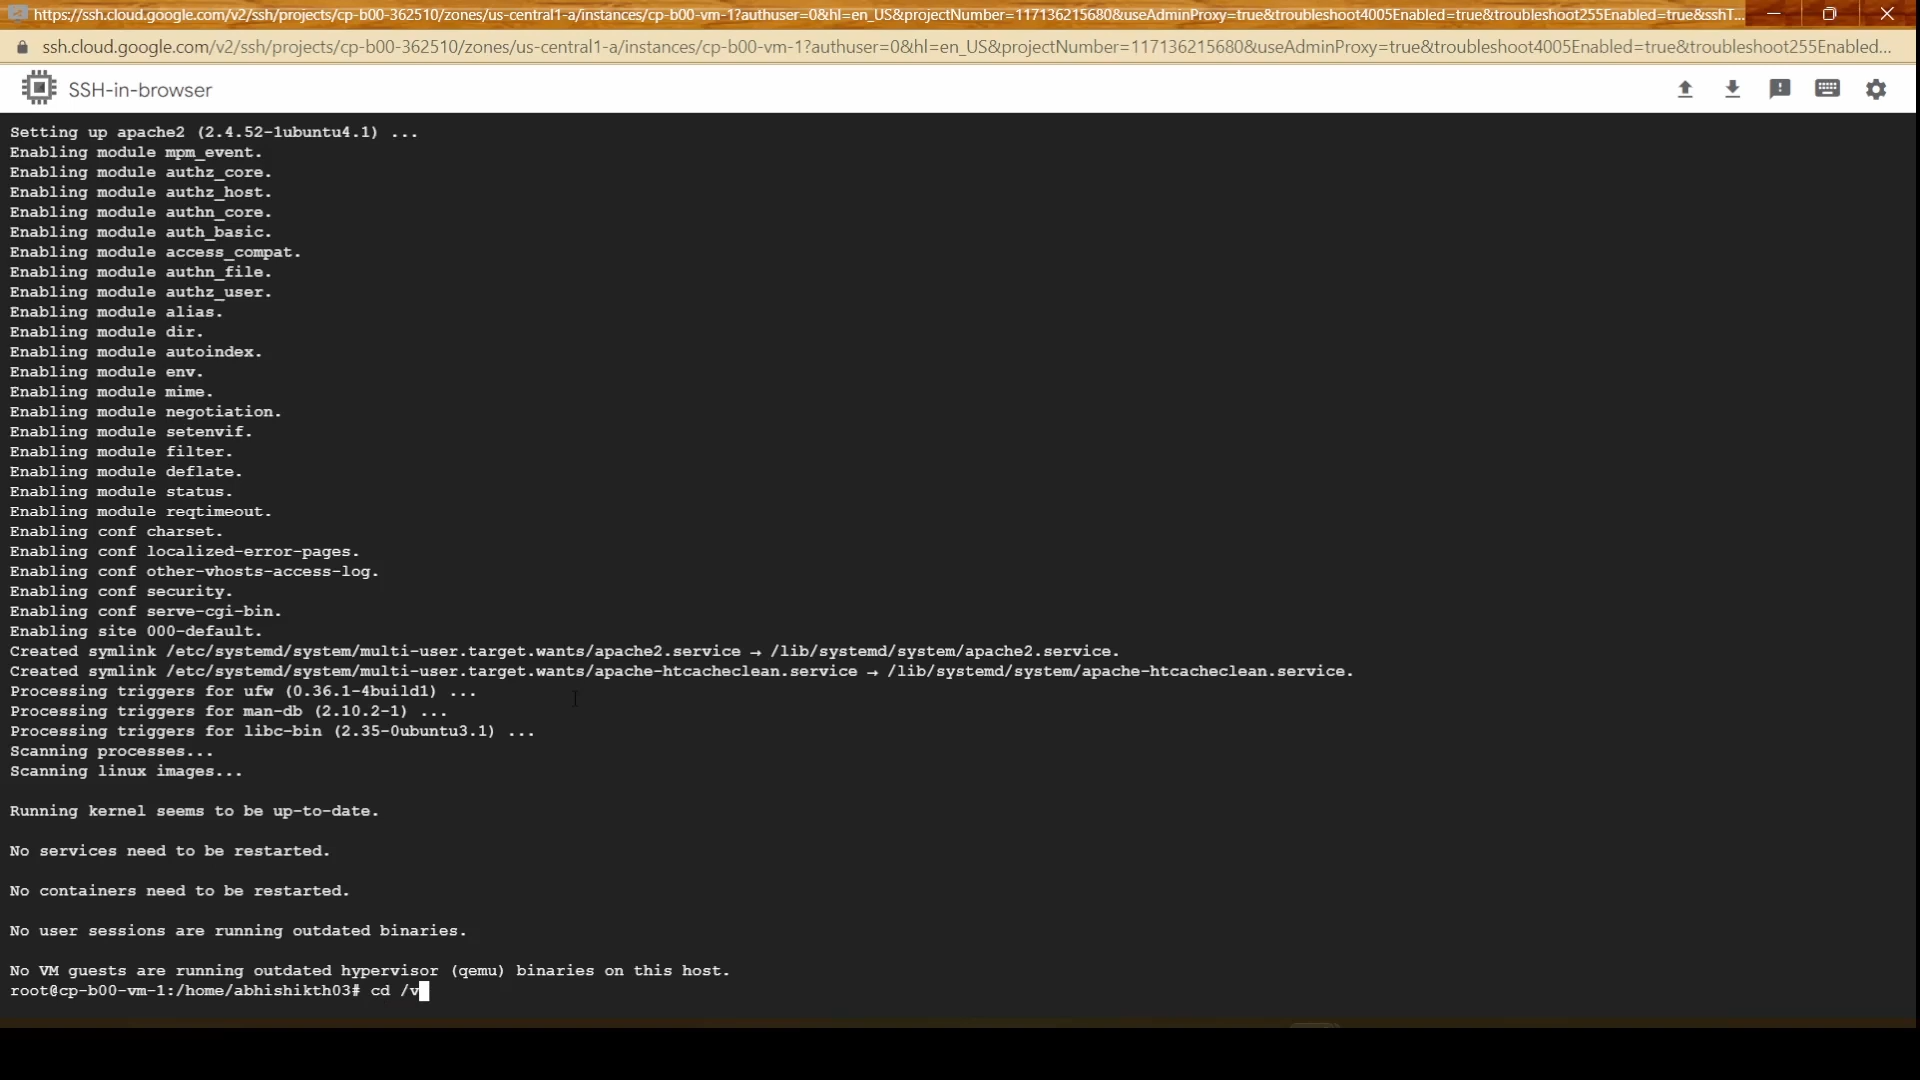 https://ssh.cloud.google.com/v2/ssh/projects/cp-b00-362510/zones/us-central1-a/instances/cp-b00-vm-1?authuser=0&hl=en_US&projectNumber=117136215680&useAdminProxy=true&troubleshoot4005Enabled=true&troubleshoot255Enabled=true&sshT...
ssh.cloud.google.com/v2/ssh/projects/cp-b00-362510/zones/us-central1-a/instances/cp-b00-vm-1?authuser=0&hl=en_US&projectNumber=117136215680&useAdminProxy=true&troubleshoot4005Enabled=true&troubleshoot255Enabled...
SSH-in-browser
Setting up apache2 (2.4.52-1ubuntu4.1) ...
Enabling module mpm_event.
Enabling module authz_core.
Enabling module authz_host.
Enabling module authn_core.
Enabling module auth_basic.
Enabling module access_compat.
Enabling module authn_file.
Enabling module authz_user.
Enabling module alias.
Enabling module dir.
Enabling module autoindex.
Enabling module env.
Enabling module mime.
Enabling module negotiation.
Enabling module setenvif.
Enabling module filter.
Enabling module deflate.
Enabling module status.
Enabling module reqtimeout.
Enabling conf charset.
Enabling conf localized-error-pages.
Enabling conf other-vhosts-access-log.
Enabling conf security.
Enabling conf serve-cgi-bin.
Enabling site 000-default.
Created symlink /etc/systemd/system/multi-user.target.wants/apache2.service → /lib/systemd/system/apache2.service.
Created symlink /etc/systemd/system/multi-user.target.wants/apache-htcacheclean.service → /lib/systemd/system/apache-htcacheclean.service.
Processing triggers for ufw (0.36.1-4build1) ...
Processing triggers for man-db (2.10.2-1) ...
Processing triggers for libc-bin (2.35-0ubuntu3.1) ...
Scanning processes...
Scanning linux images...
Running kernel seems to be up-to-date.
No services need to be restarted.
No containers need to be restarted.
No user sessions are running outdated binaries.
No VM guests are running outdated hypervisor (qemu) binaries on this host.
root@cp-b00-vm-1:/home/abhishikth03# cd /v